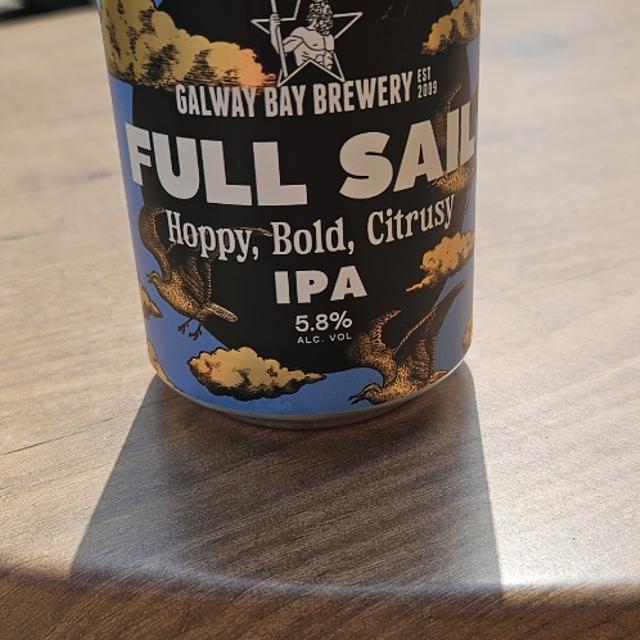 GALWAY BAY BREWERY EST 2009
FULL SAIL
Hoppy, Bold, Citrusy
IPA
5.8%
ALC. VOL